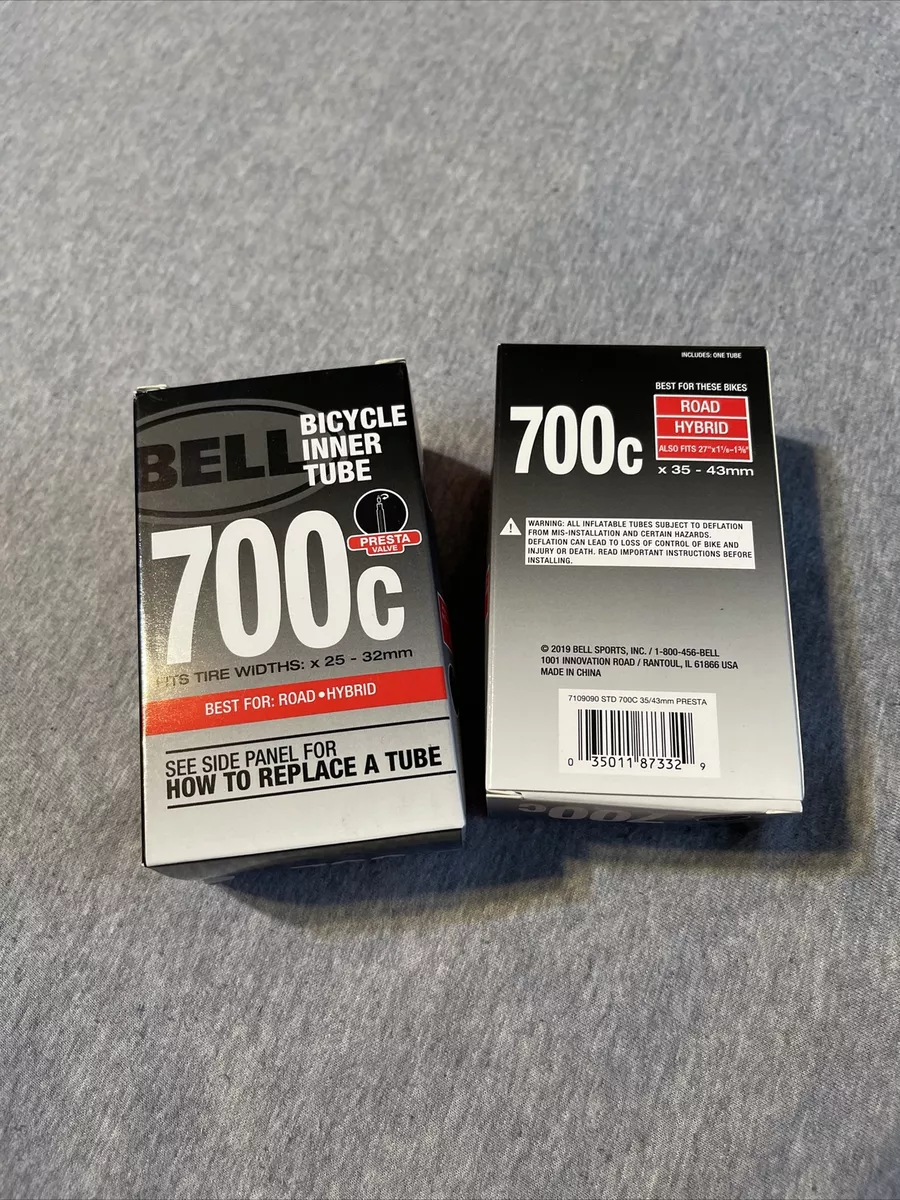 BELL
BICYCLE
INNER
TUBE
PRESTA
VALVE
700c
FITS TIRE WIDTHS: x 25 - 32mm
BEST FOR: ROAD•HYBRID
SEE SIDE PANEL FOR
HOW TO REPLACE A TUBE
INCLUDES: ONE TUBE
BEST FOR THESE BIKES
700c
ROAD
HYBRID
ALSO FITS 27"x1⅛-1⅜"
x 35 - 43mm
WARNING: ALL INFLATABLE TUBES SUBJECT TO DEFLATION
FROM MIS-INSTALLATION AND CERTAIN HAZARDS.
DEFLATION CAN LEAD TO LOSS OF CONTROL OF BIKE AND
INJURY OR DEATH. READ IMPORTANT INSTRUCTIONS BEFORE
INSTALLING.
© 2019 BELL SPORTS, INC. / 1-800-456-BELL
1001 INNOVATION ROAD / RANTOUL, IL 61866 USA
MADE IN CHINA
7109090 STD 700C 35/43mm PRESTA
0 35011 87332 9
700c